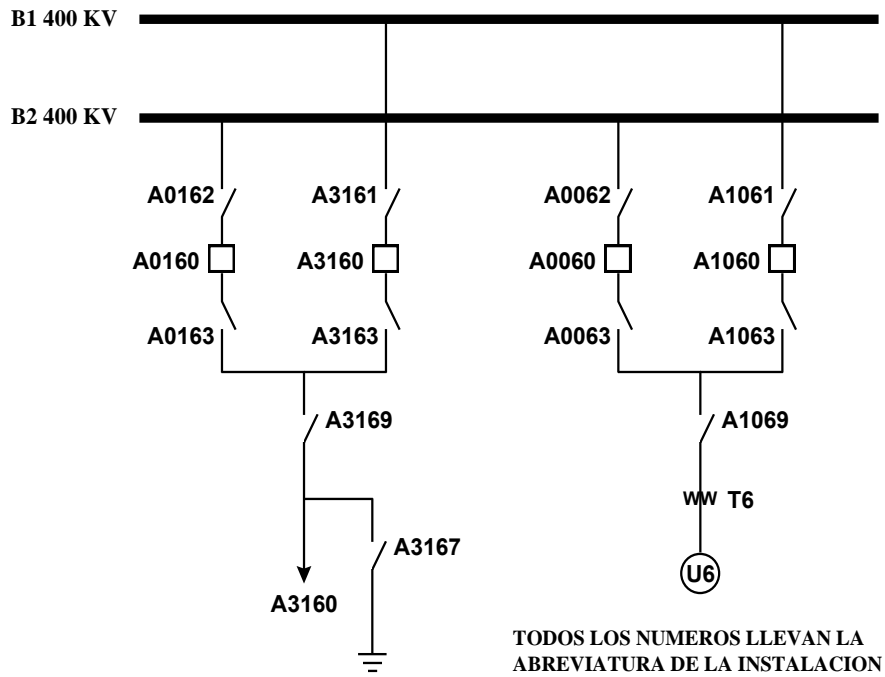 B1 400 KV
B2 400 KV
A0162
A3161
A0062
A1061
A0160
A3160
A0060
A1060
A0163
A3163
A0063
A1063
A3169
A1069
WW T6
A3167
U6
A3160
TODOS LOS NUMEROS LLEVAN LA
ABREVIATURA DE LA INSTALACION